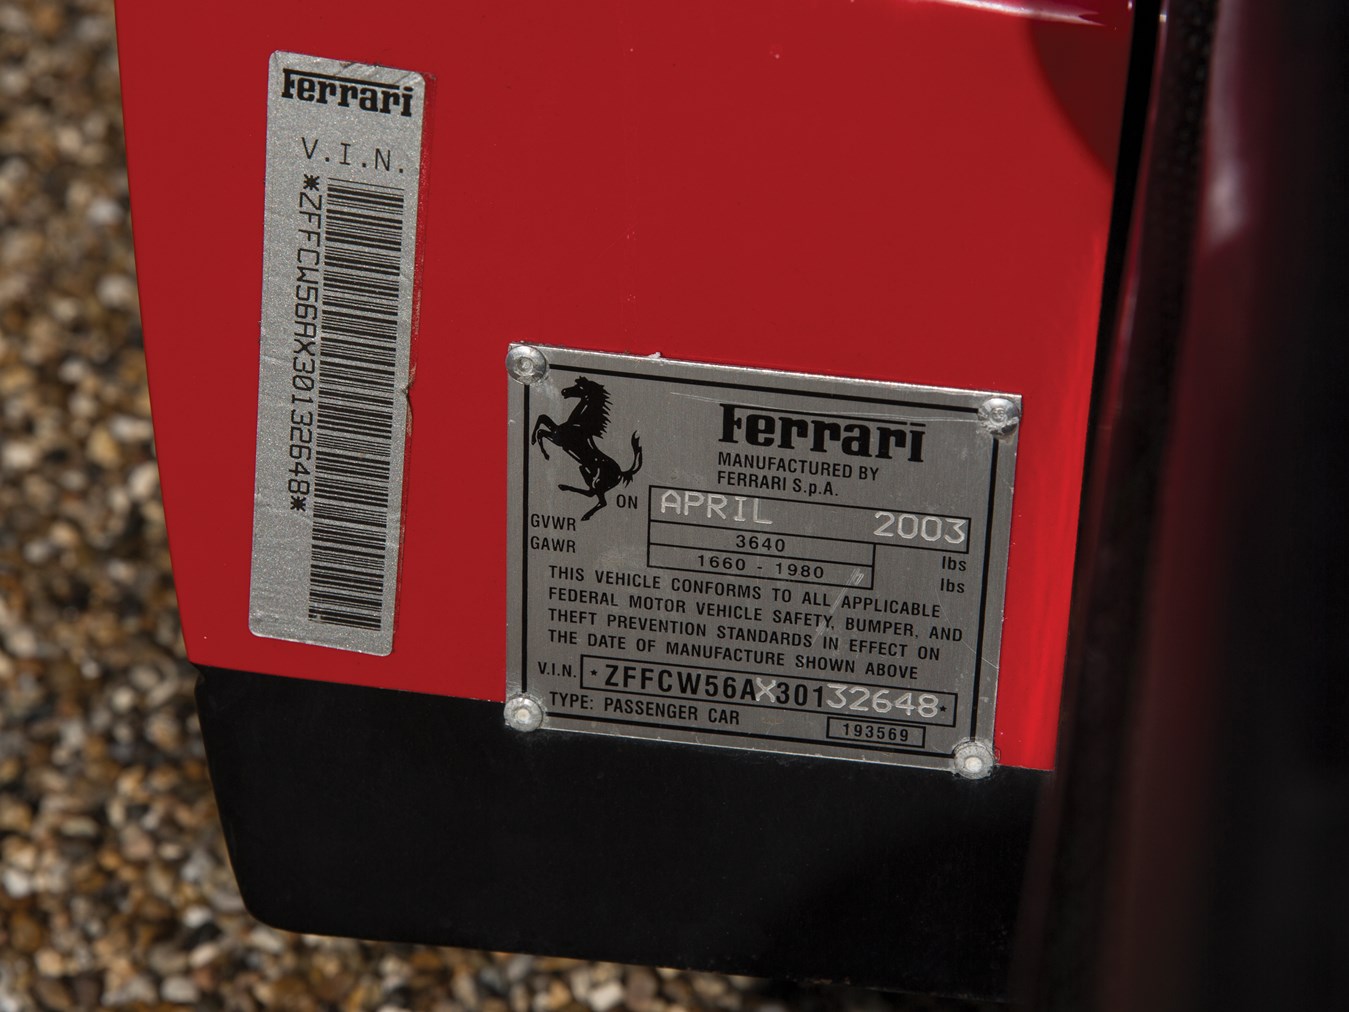 Ferrari
V.I.N.
*ZFFCW56AX30132648*
Ferrari
MANUFACTURED BY
FERRARI S.p.A.
ON APRIL 2003
GVWR 3640 lbs
GAWR 1660 - 1980 lbs
THIS VEHICLE CONFORMS TO ALL APPLICABLE
FEDERAL MOTOR VEHICLE SAFETY, BUMPER, AND
THEFT PREVENTION STANDARDS IN EFFECT ON
THE DATE OF MANUFACTURE SHOWN ABOVE
V.I.N. *ZFFCW56AX30132648*
TYPE: PASSENGER CAR 193569